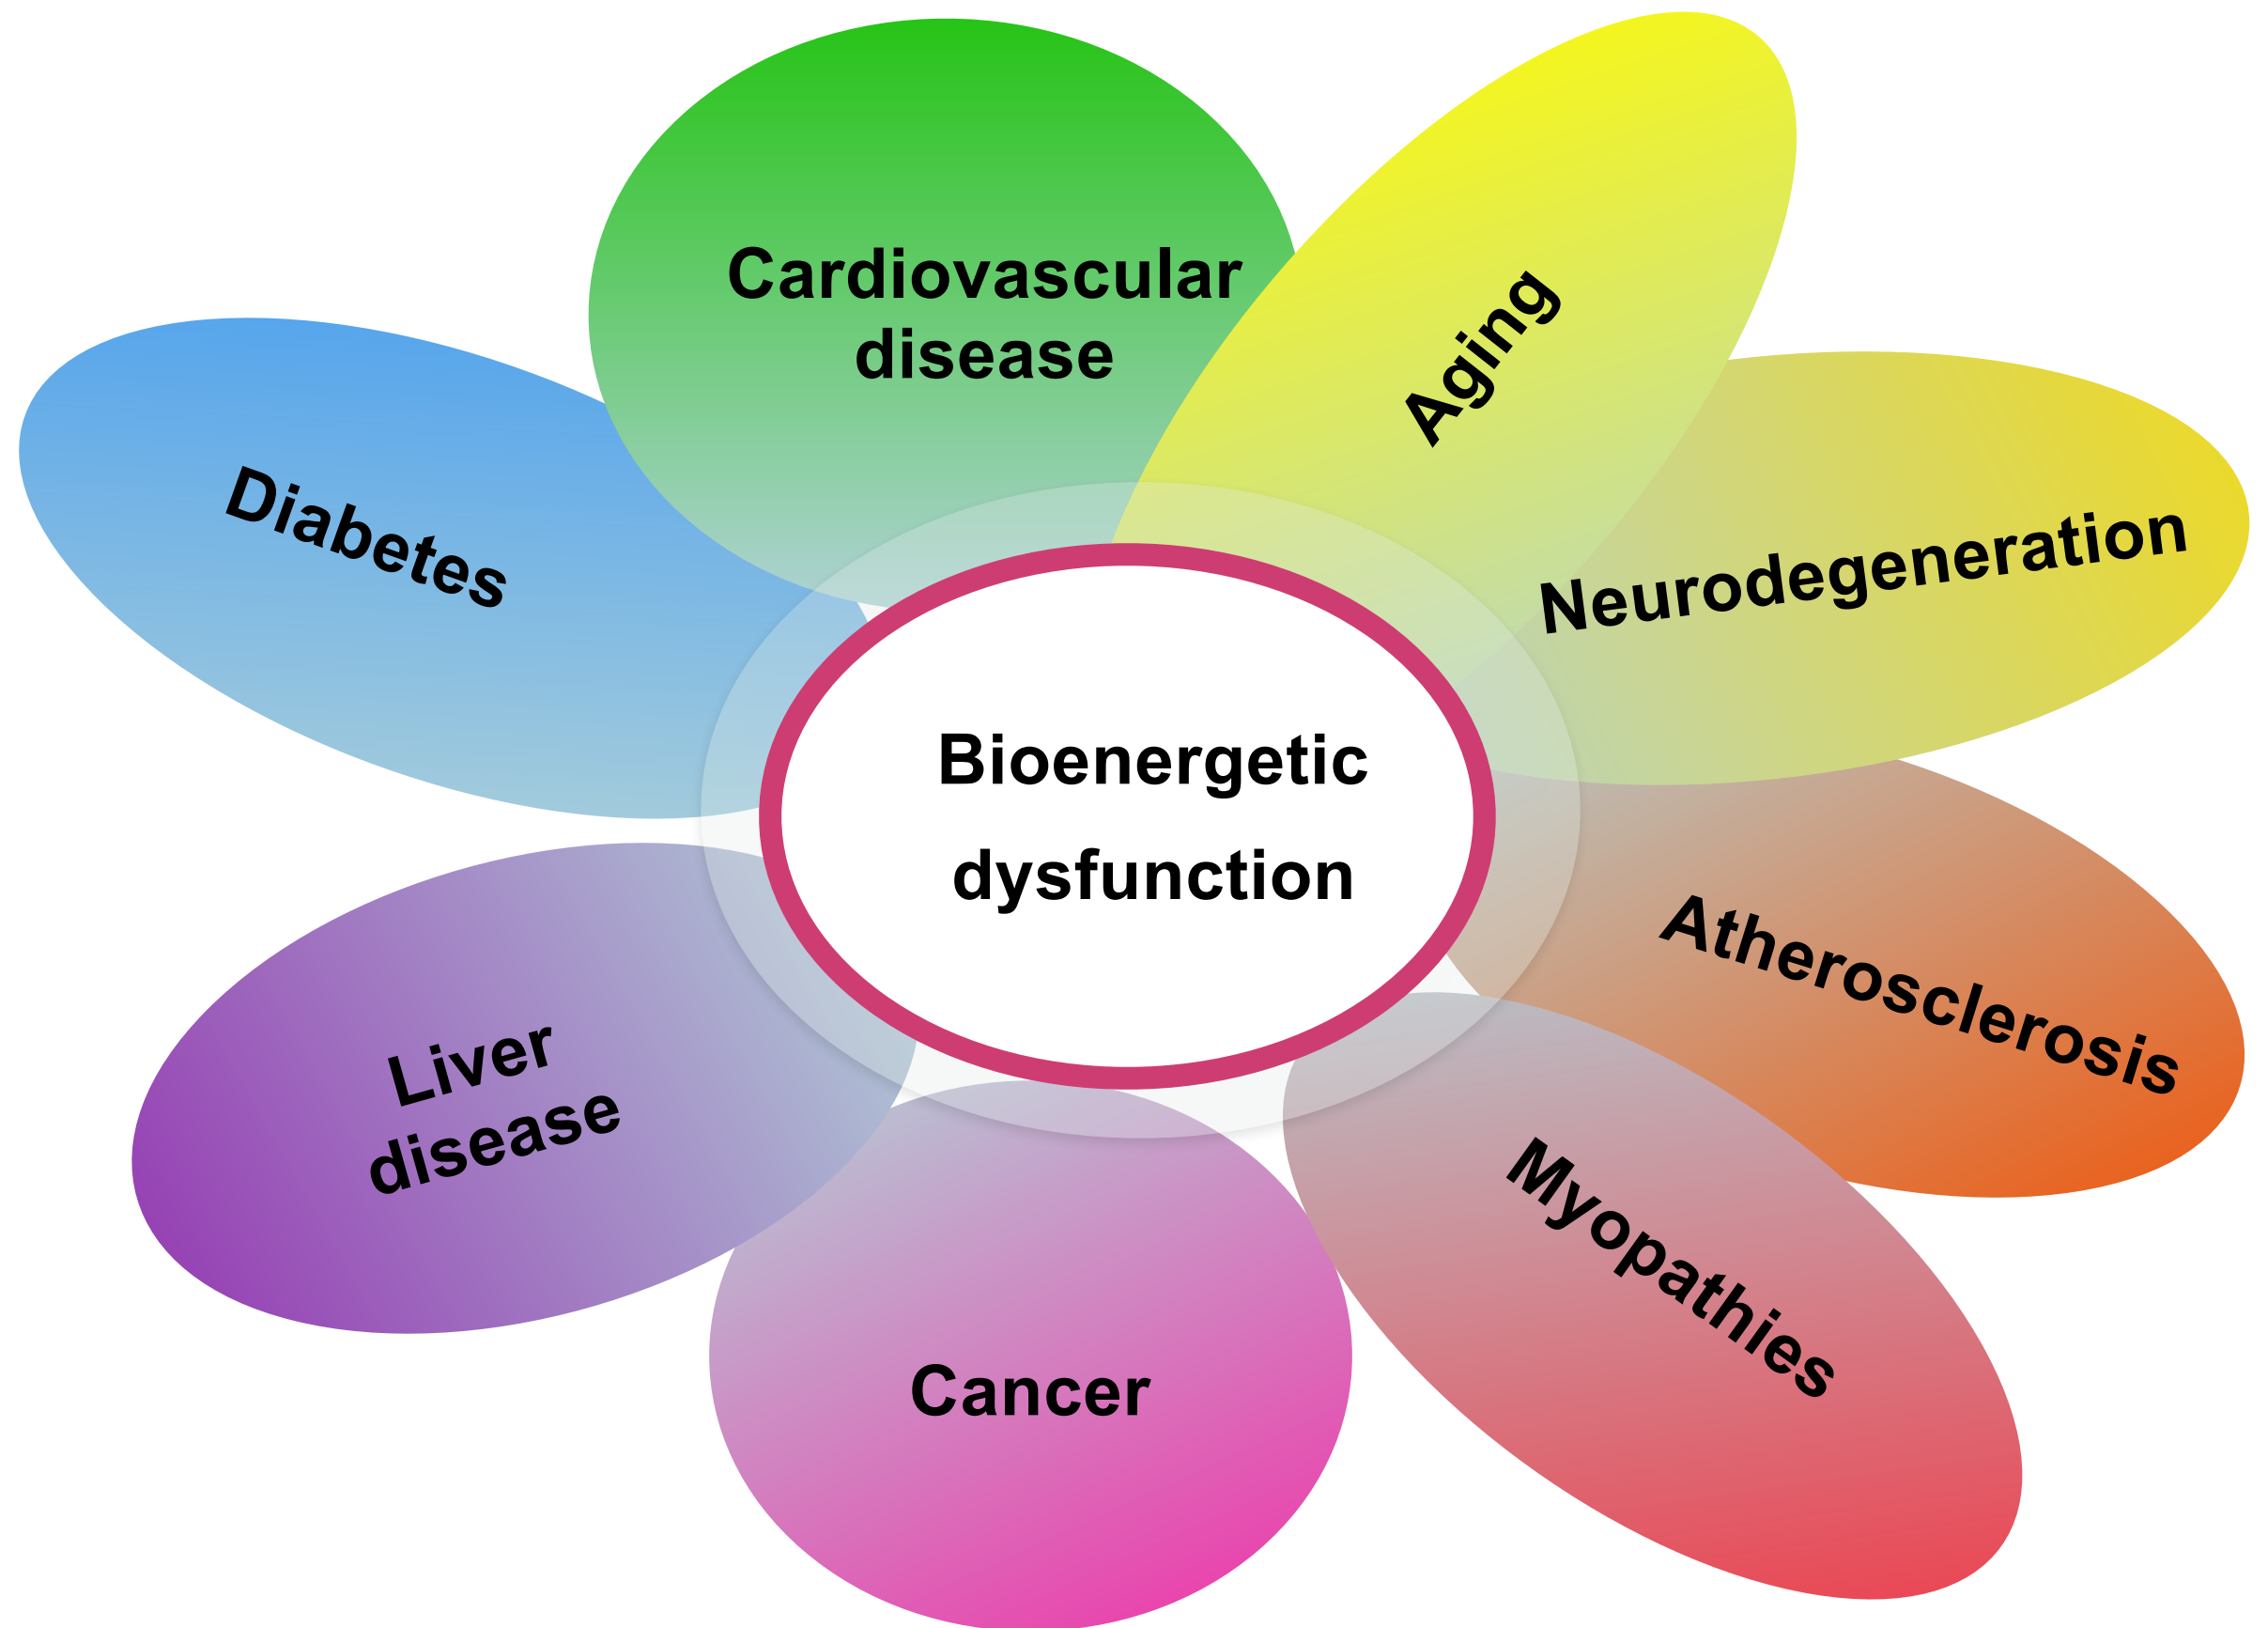 Cardiovascular
disease
Aging
Diabetes
Neurodegeneration
Bioenergetic
dysfunction
Atherosclerosis
Liver
disease
Myopathies
Cancer